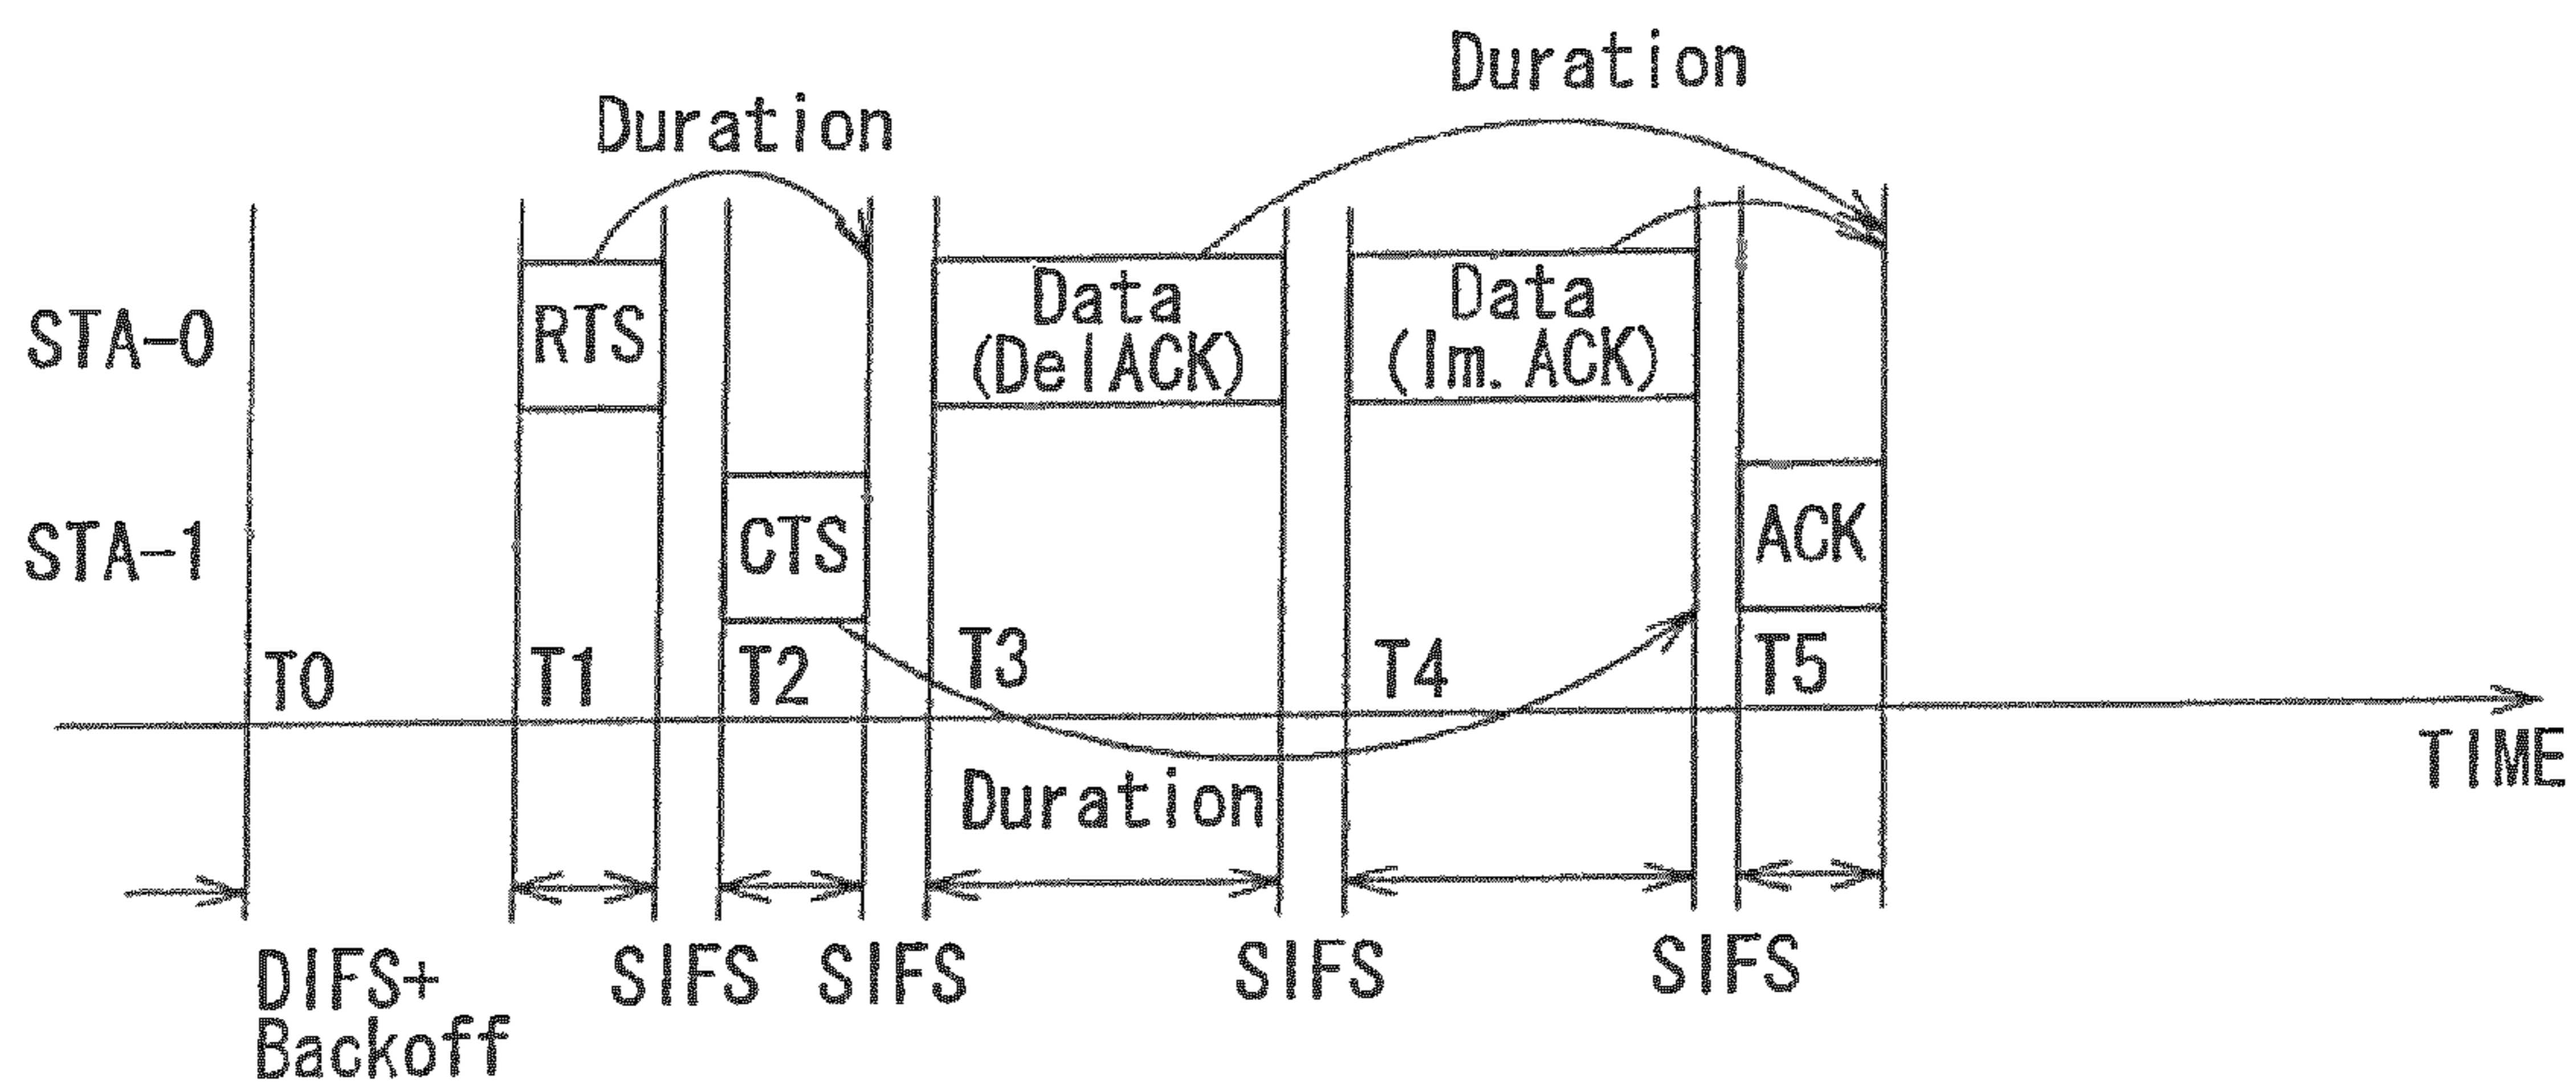 Duration
Duration
STA-0
RTS
Data
(DelACK)
Data
(Im. ACK)
STA-1
CTS
ACK
T0
T1
T2
T3
T4
T5
TIME
Duration
DIFS+
Backoff
SIFS
SIFS
SIFS
SIFS